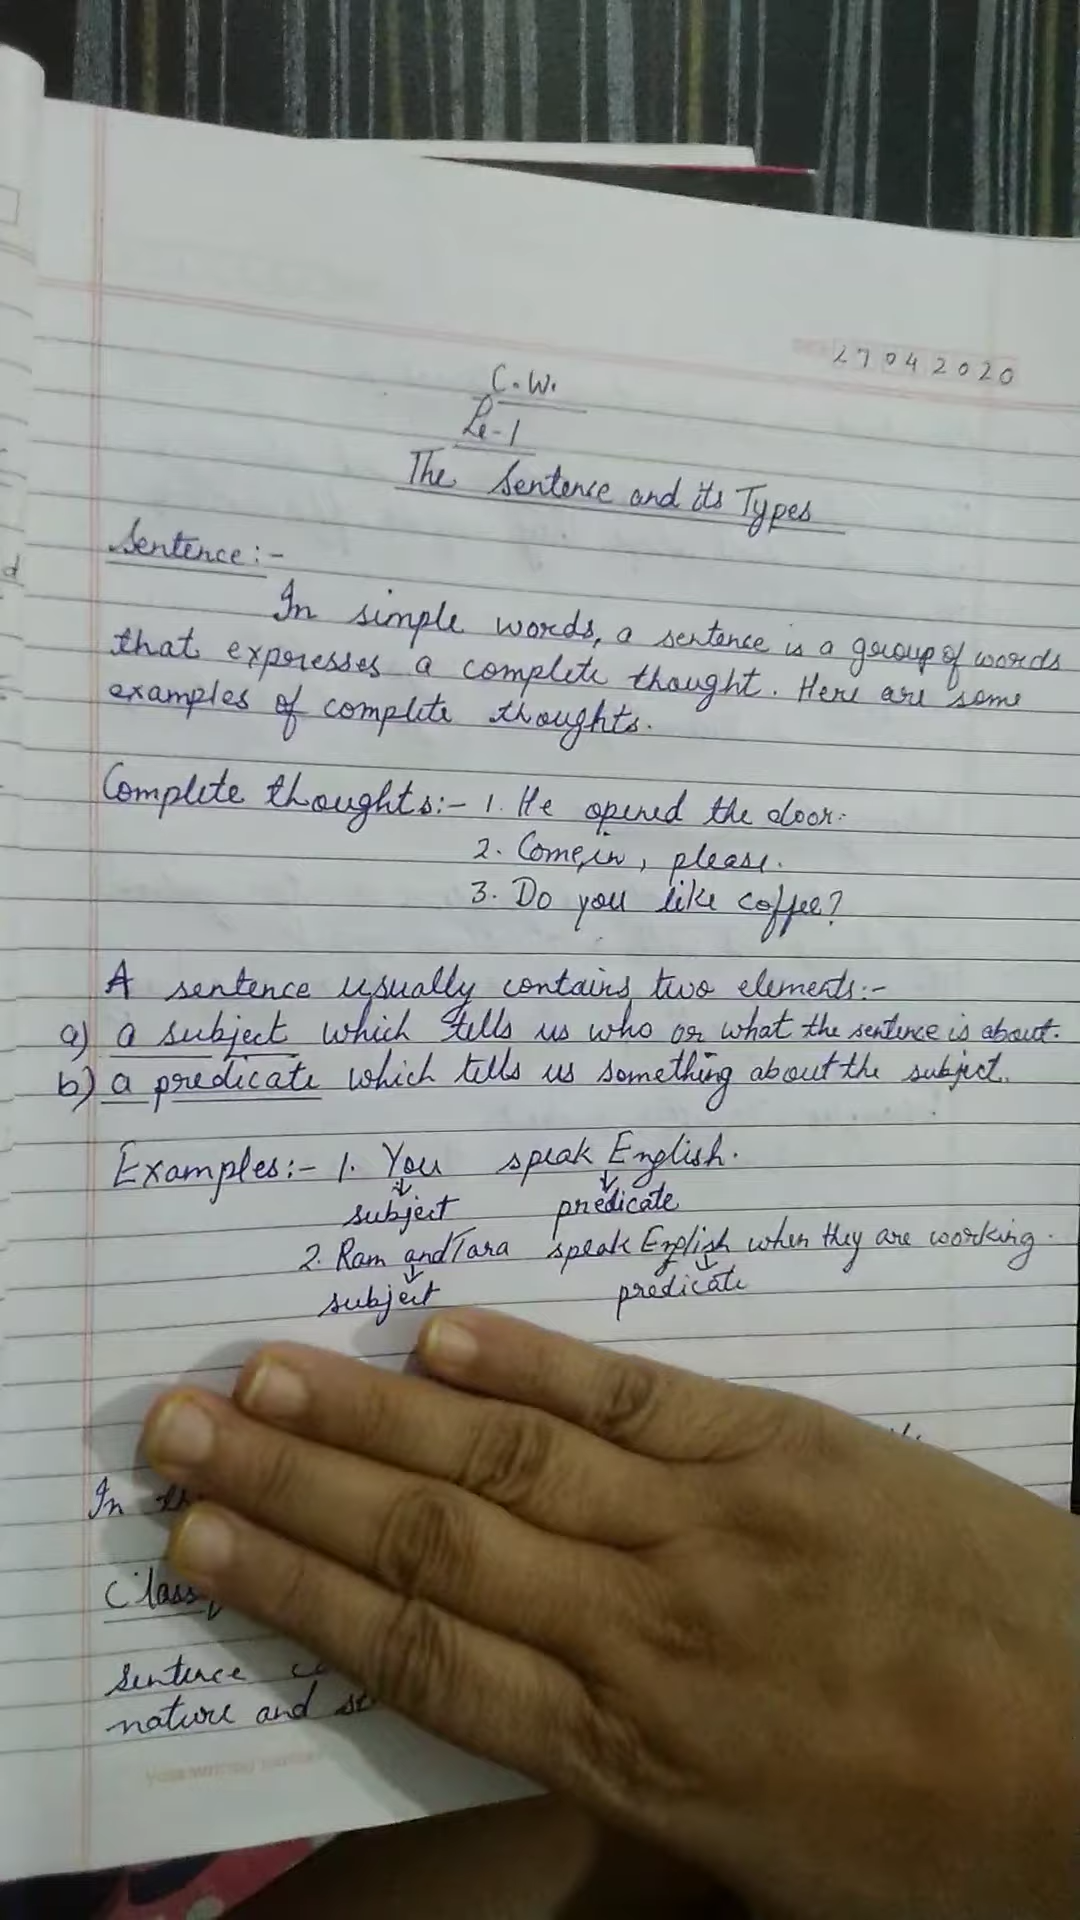 27042020
C.W.
Le-1
The Sentence and its Types
Sentence:-
In simple words, a sentence is a group of words
that expresses a complete thought. Here are some
examples of complete thoughts.
Complete thoughts:- 1. He opened the door.
2. Come in, please.
3. Do you like coffee?
A sentence usually contains two elements:-
a) a subject which tells us who or what the sentence is about.
b) a predicate which tells us something about the subject.
Examples:- 1. You speak English.
subject predicate
2. Ram and Tara speak English when they are working.
subject predicate
In
sentence
nature and